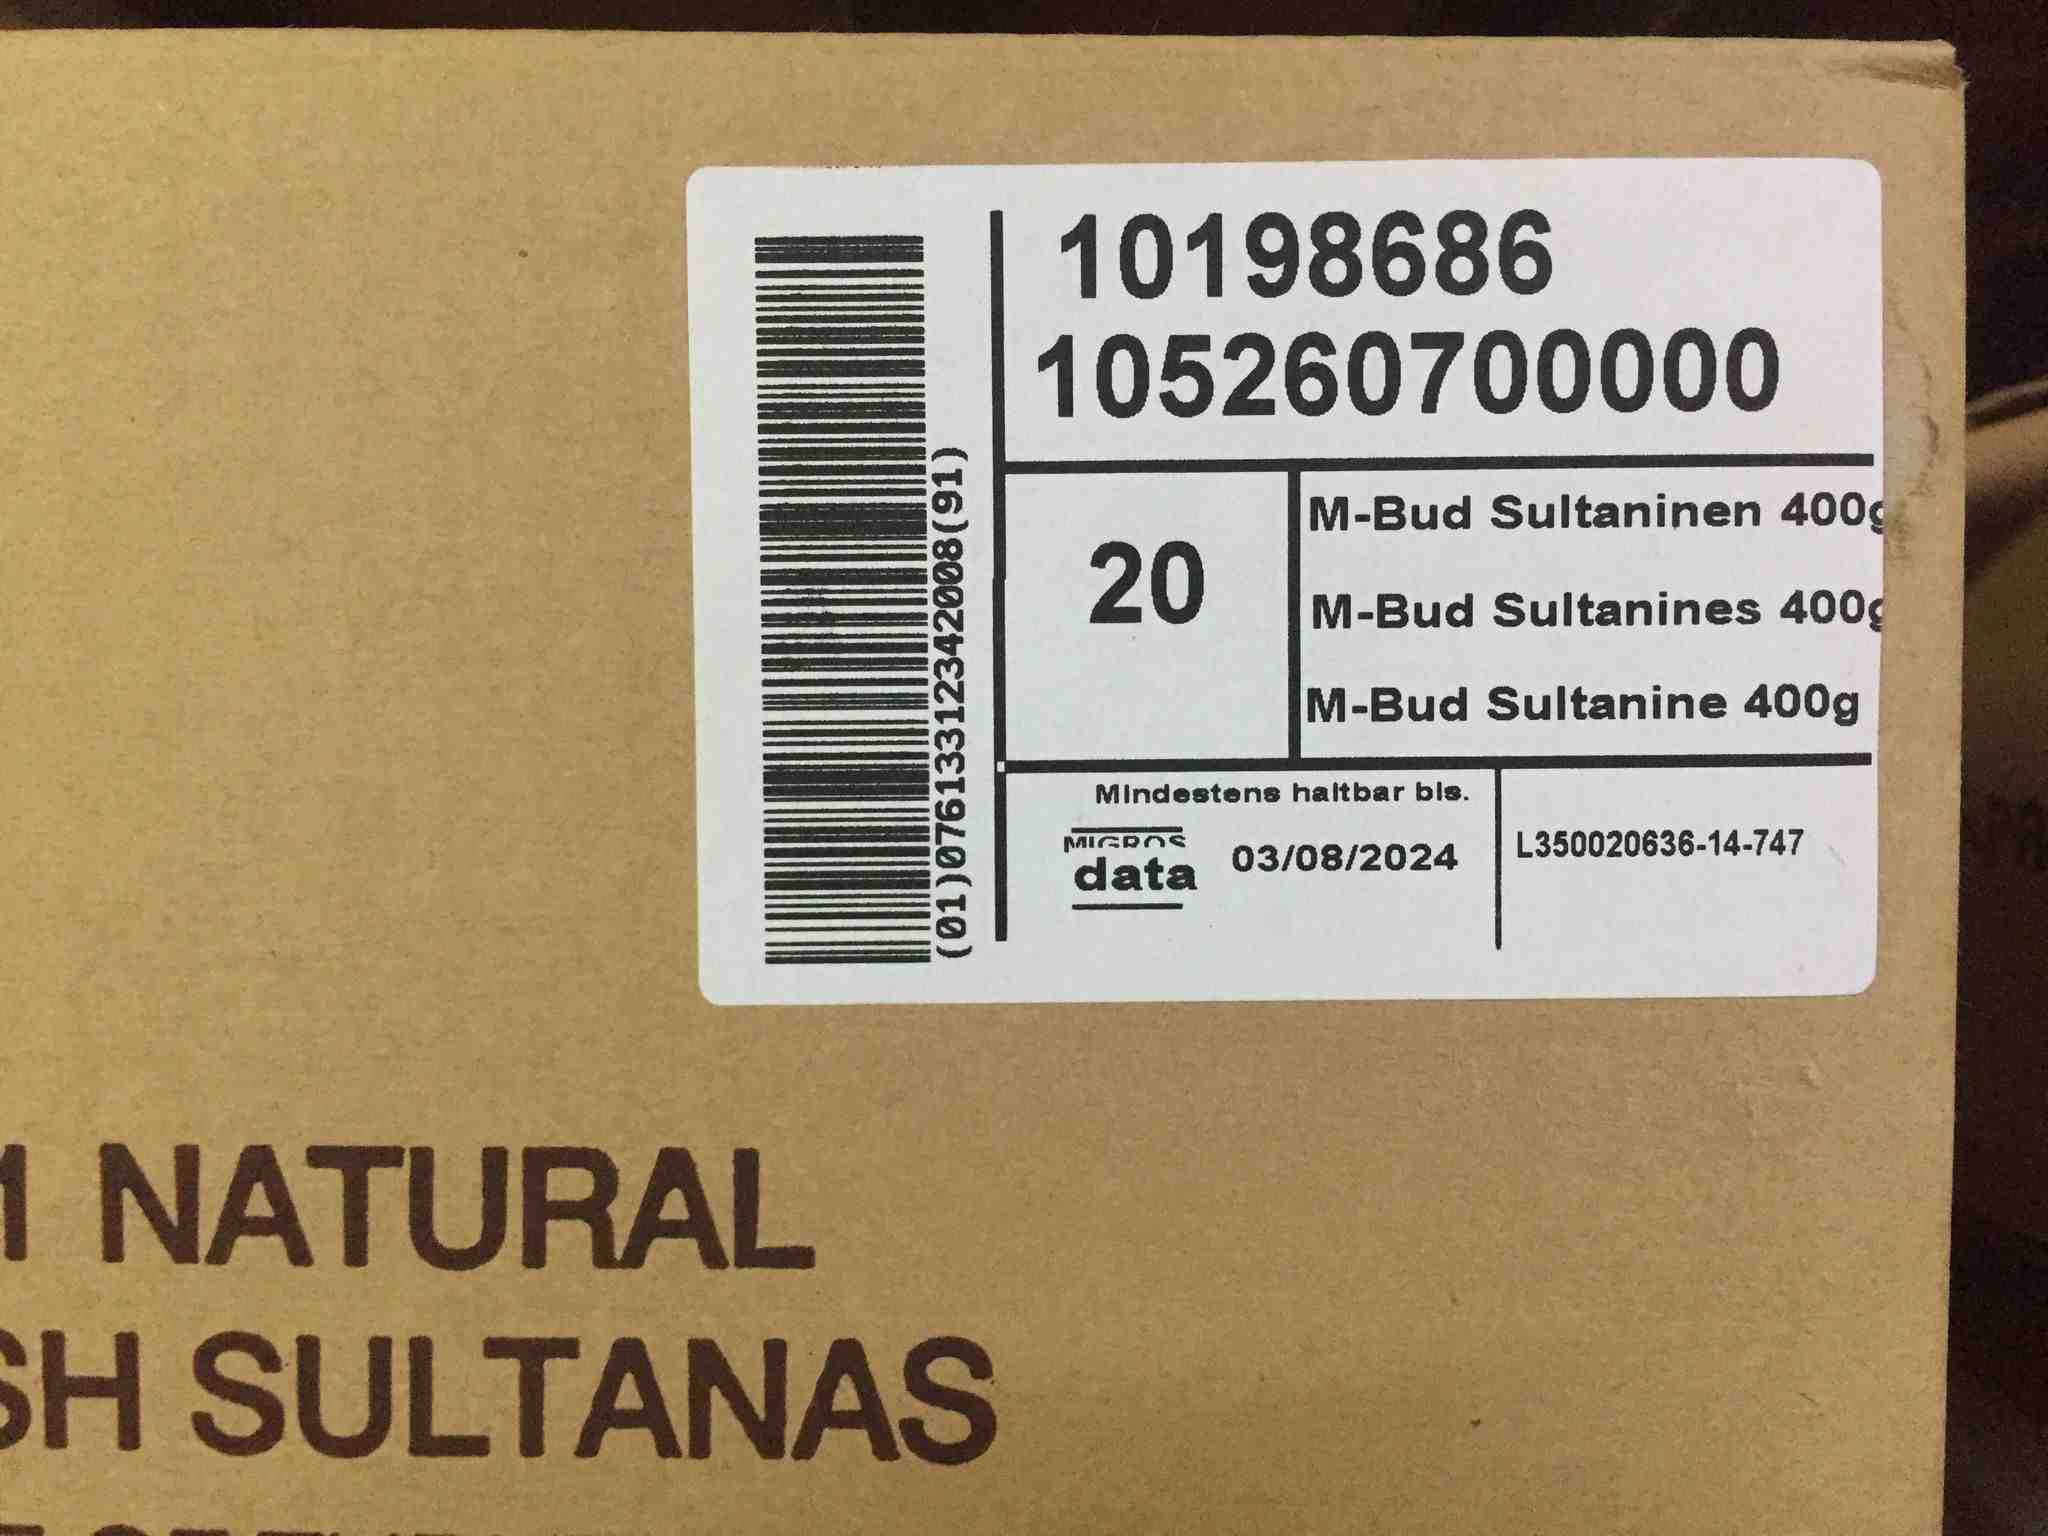 10198686
105260700000
(01)07613312342008(91)
20
M-Bud Sultaninen 400g
M-Bud Sultanines 400g
M-Bud Sultanine 400g
Mindestens haltbar bis.
MIGROS
data
03/08/2024
L350020636-14-747
NATURAL
SULTANAS